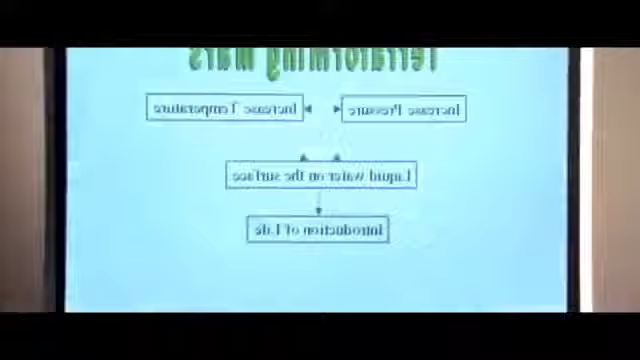 Terraforming Mars
Increase Pressure
Increase Temperature
Liquid water on the surface
Introduction of Life